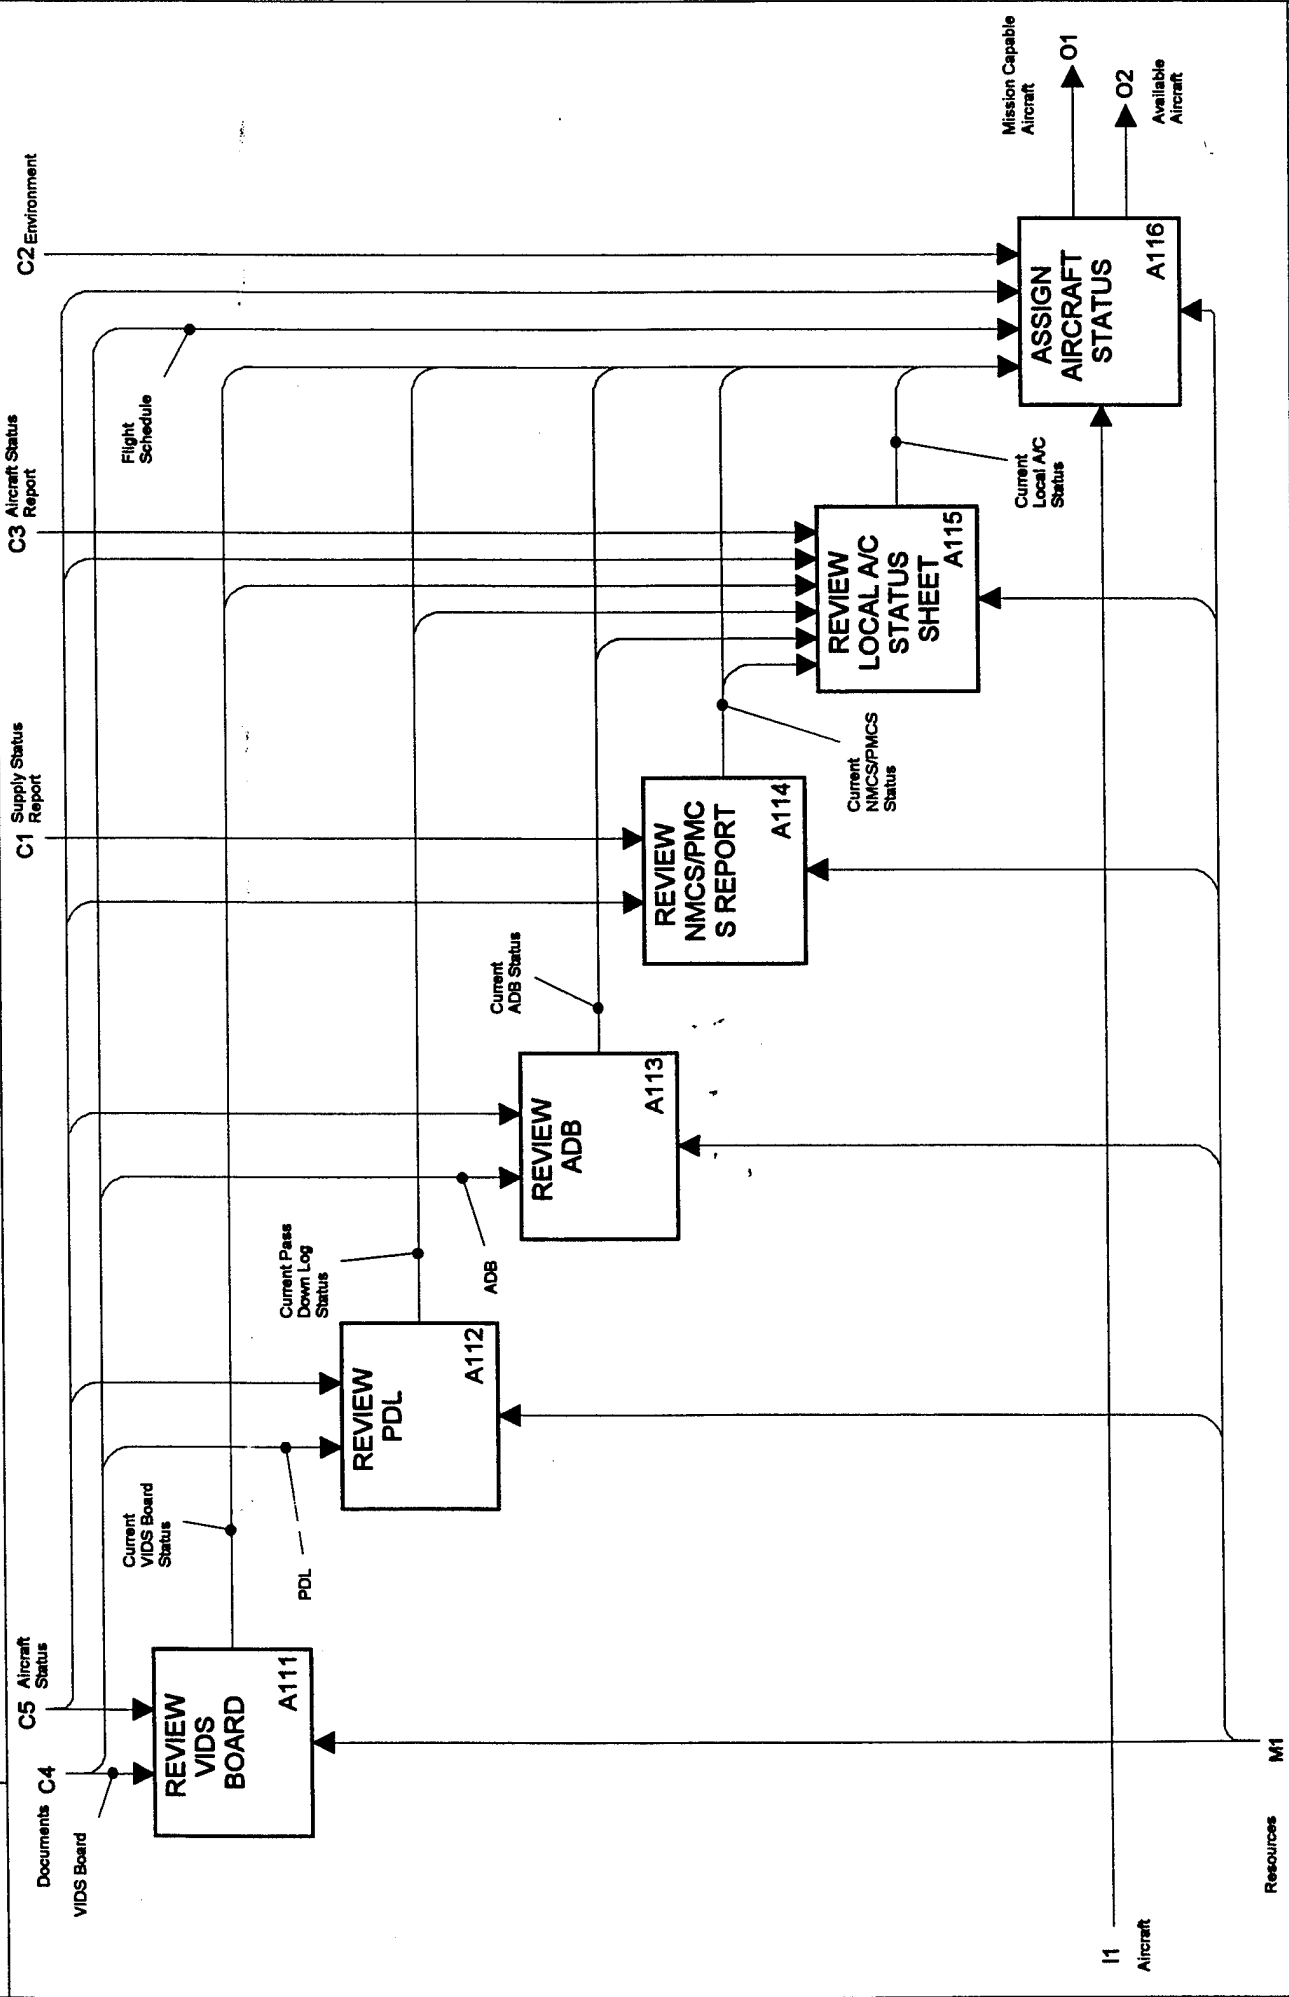 Documents C4
VIDS Board
C5 Aircraft
Status
C1 Supply Status
Report
C3 Aircraft Status
Report
C2 Environment
Flight
Schedule
REVIEW
VIDS
BOARD
A111
Current
VIDS Board
Status
PDL
REVIEW
PDL
A112
Current Pass
Down Log
Status
ADB
REVIEW
ADB
A113
Current
ADB Status
REVIEW
NMCS/PMC
S REPORT
A114
Current
NMCS/PMCS
Status
REVIEW
LOCAL A/C
STATUS
SHEET
A115
Current
Local A/C
Status
ASSIGN
AIRCRAFT
STATUS
A116
Mission Capable
Aircraft
O1
O2
Available
Aircraft
I1
Aircraft
Resources
M1